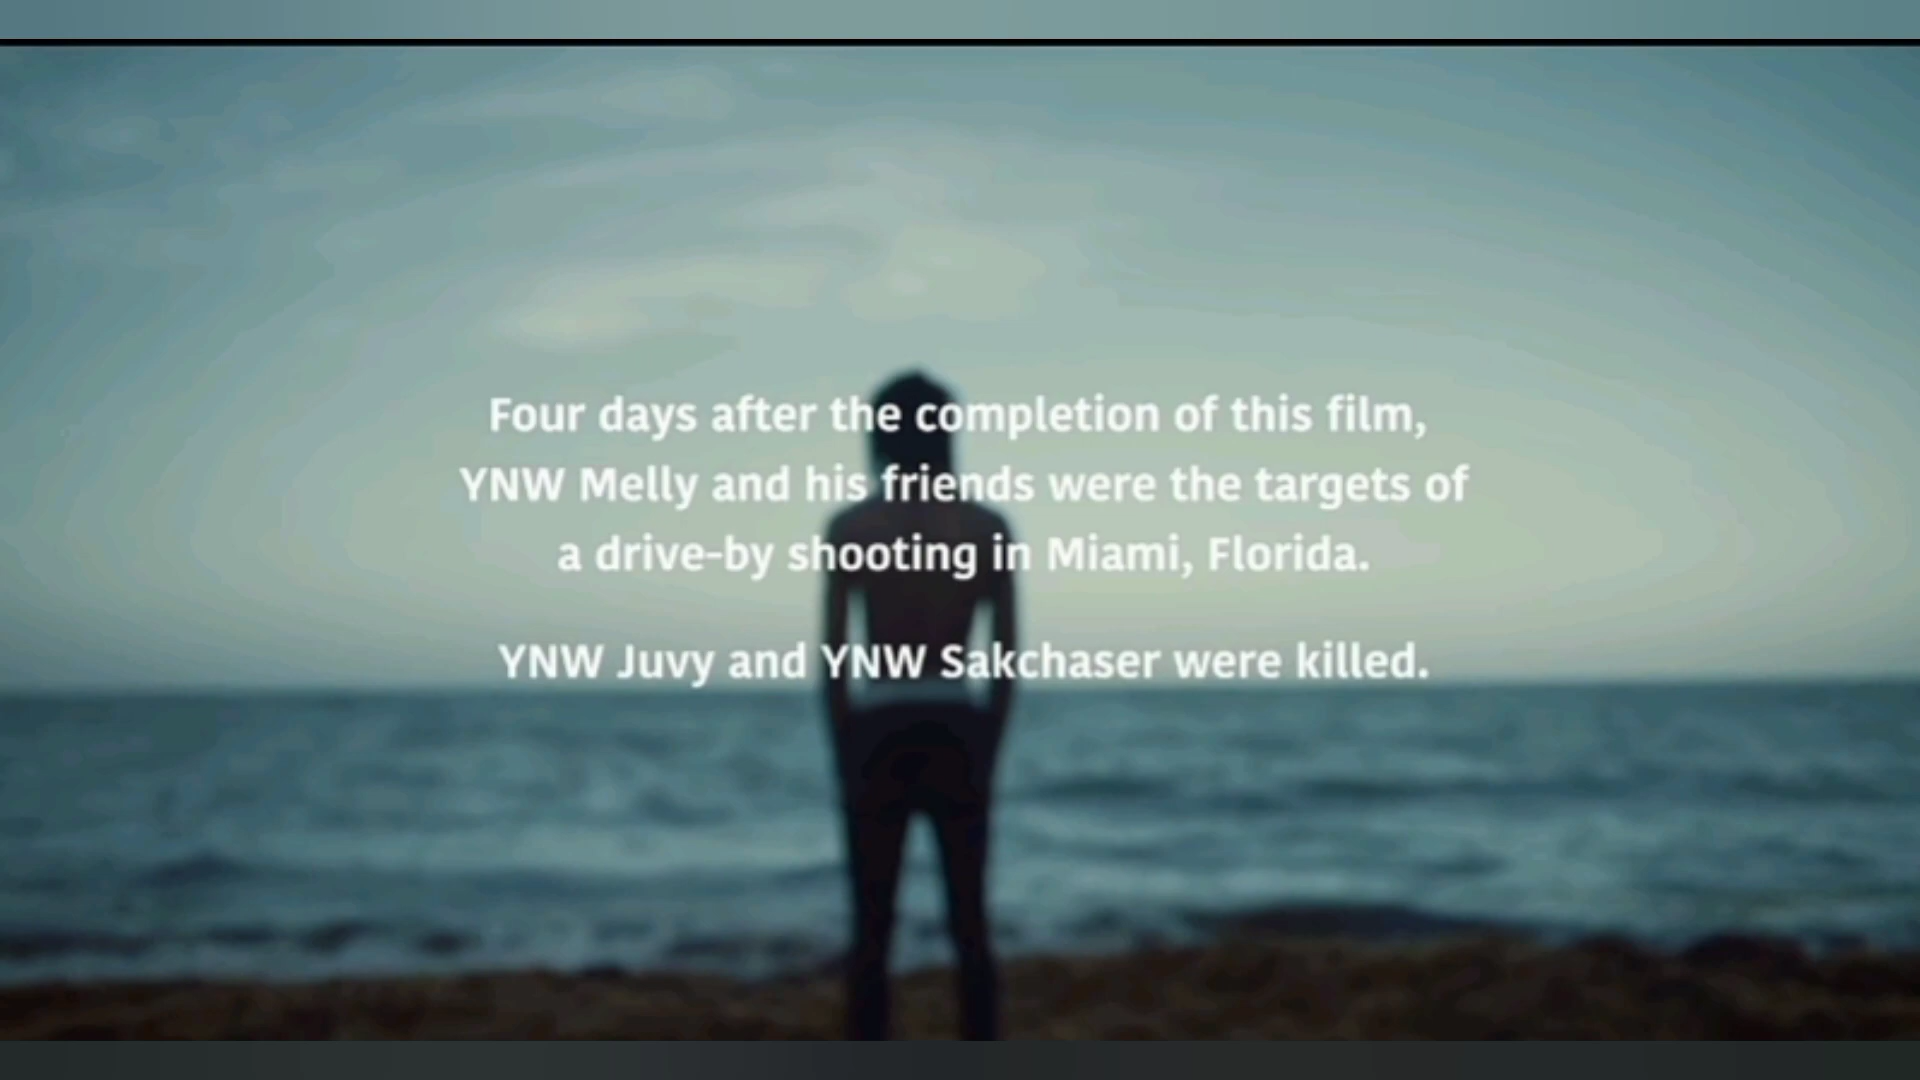 Four days after the completion of this film,
YNW Melly and his friends were the targets of
a drive-by shooting in Miami, Florida.
YNW Juvy and YNW Sakchaser were killed.